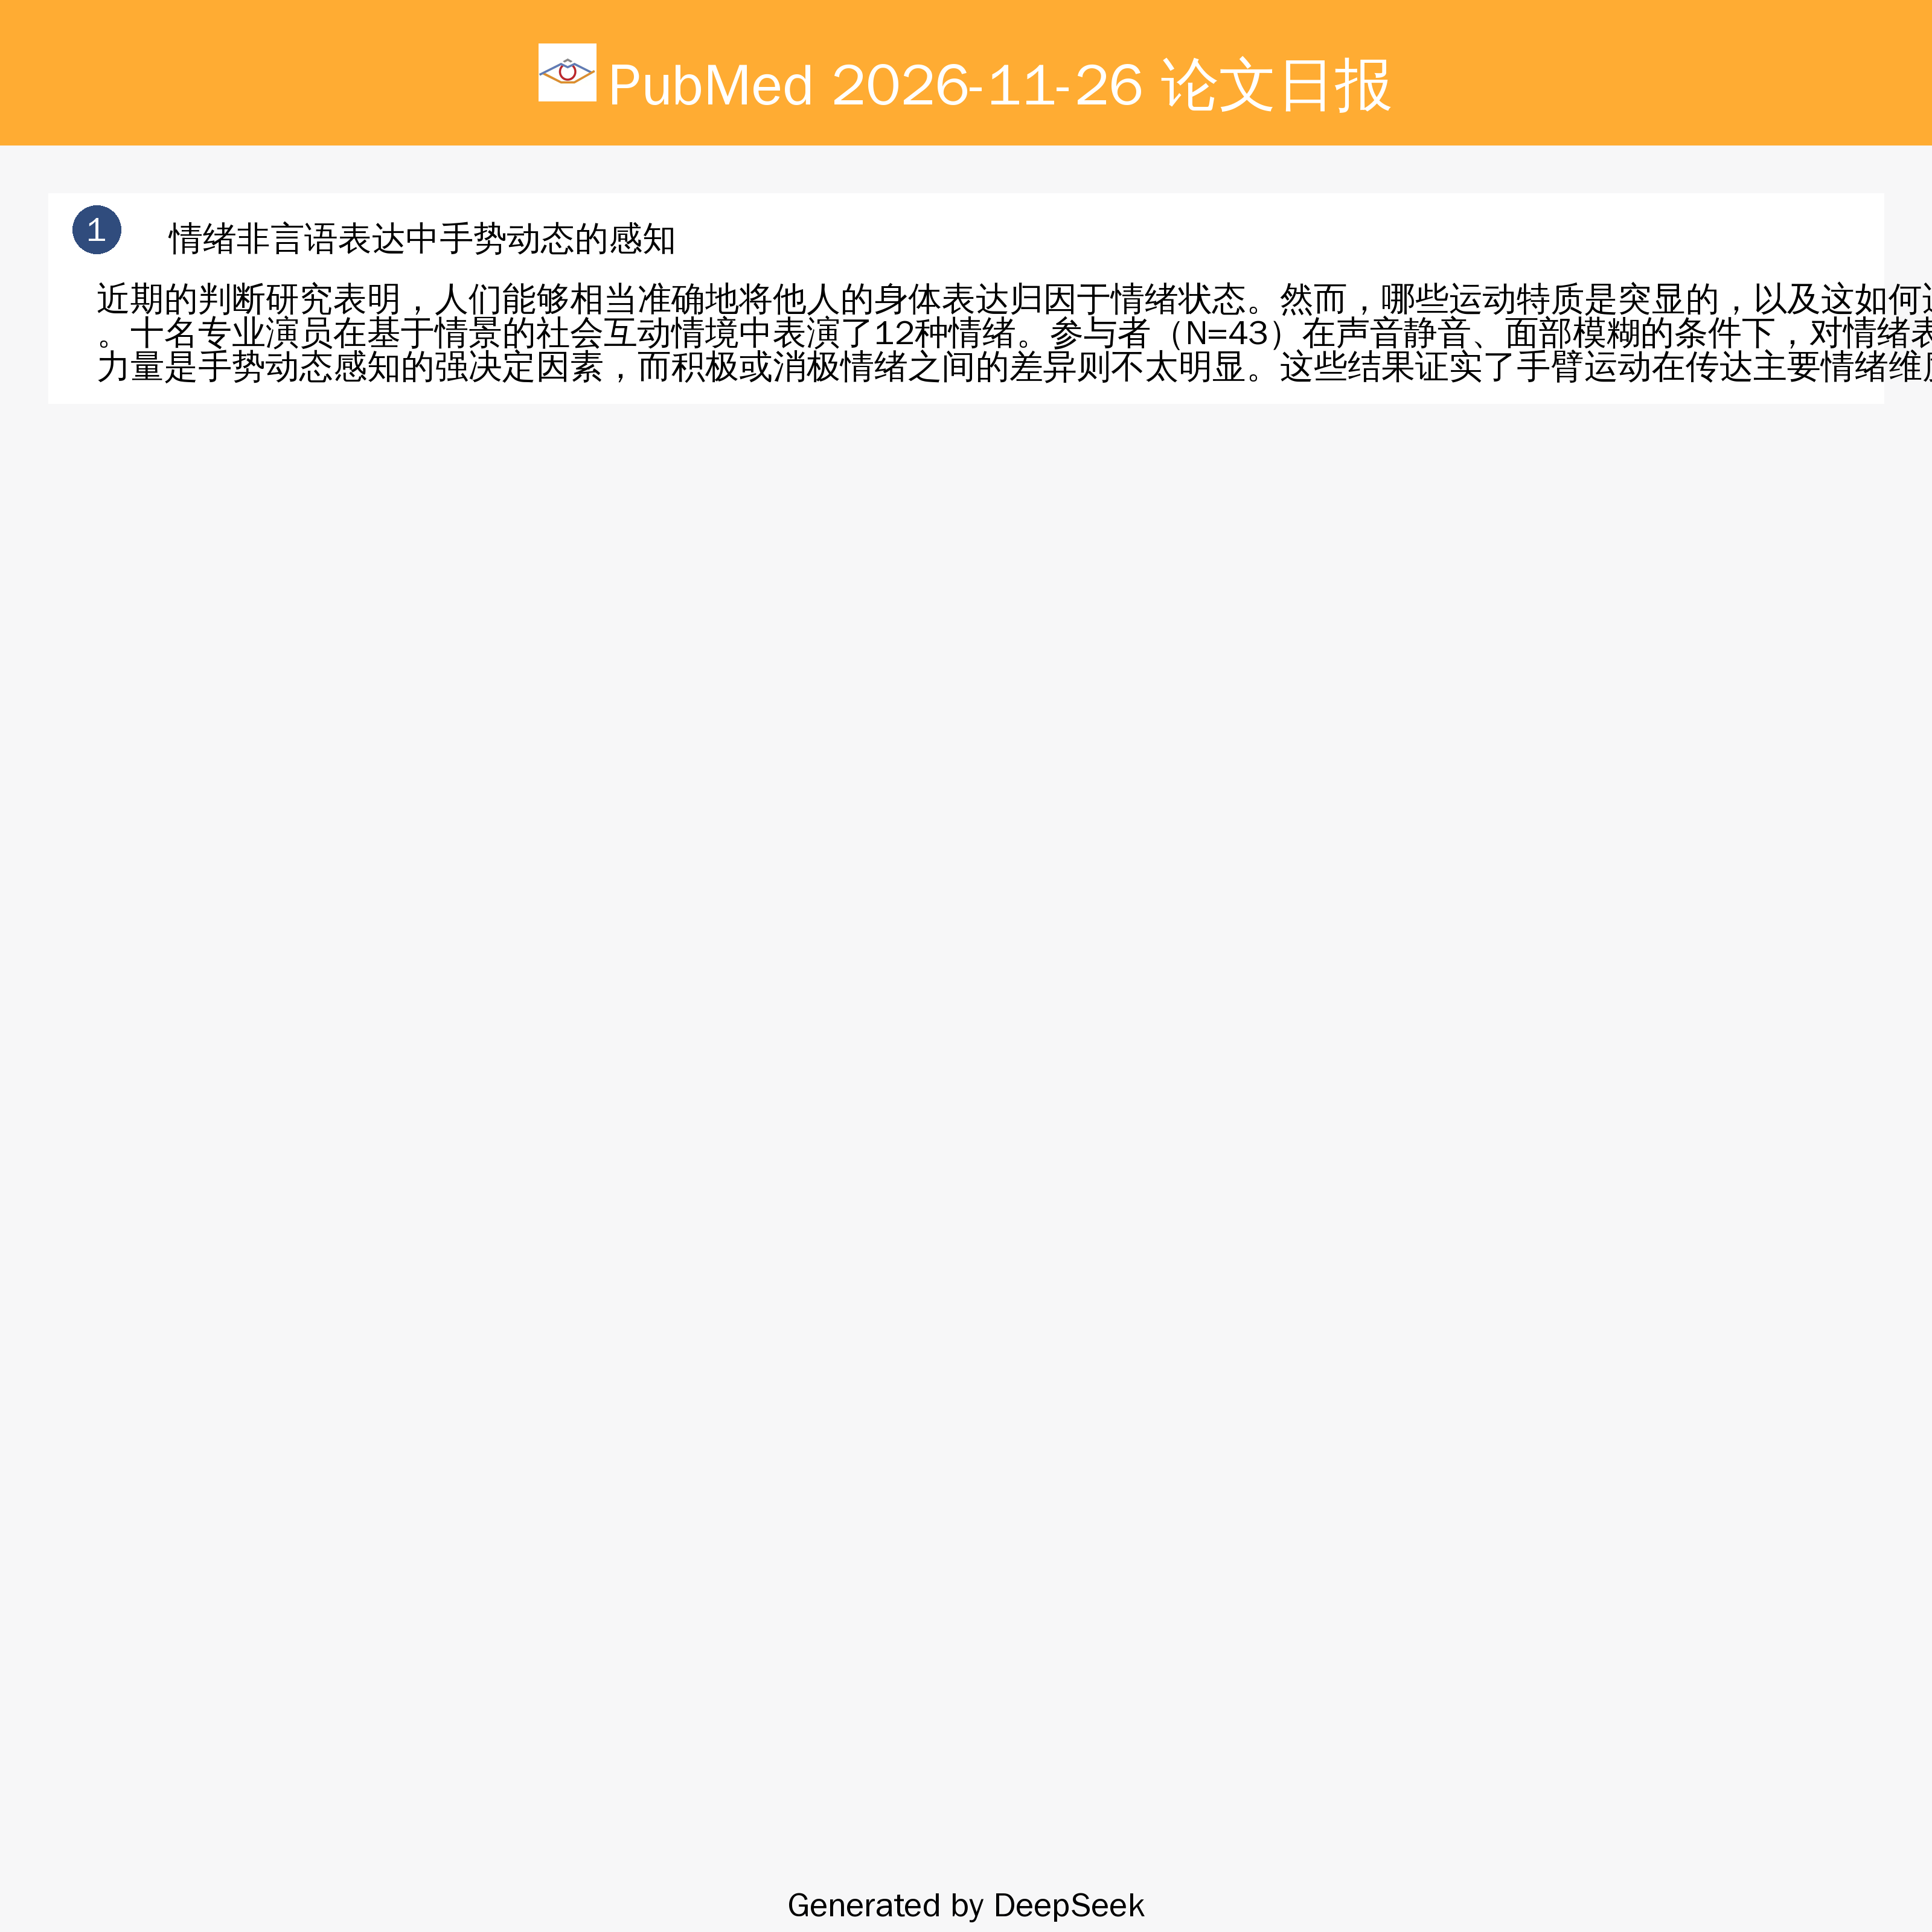 PubMed 2026-11-26 论文日报
1
情绪非言语表达中手势动态的感知
近期的判断研究表明，人们能够相当准确地将他人的身体表达归因于情绪状态。然而，哪些运动特质是突显的，以及这如何
。十名专业演员在基于情景的社会互动情境中表演了12种情绪。参与者（N=43）在声音静音、面部模糊的条件下，对情绪表
力量是手势动态感知的强决定因素，而积极或消极情绪之间的差异则不太明显。这些结果证实了手臂运动在传达主要情绪维
Generated by DeepSeek